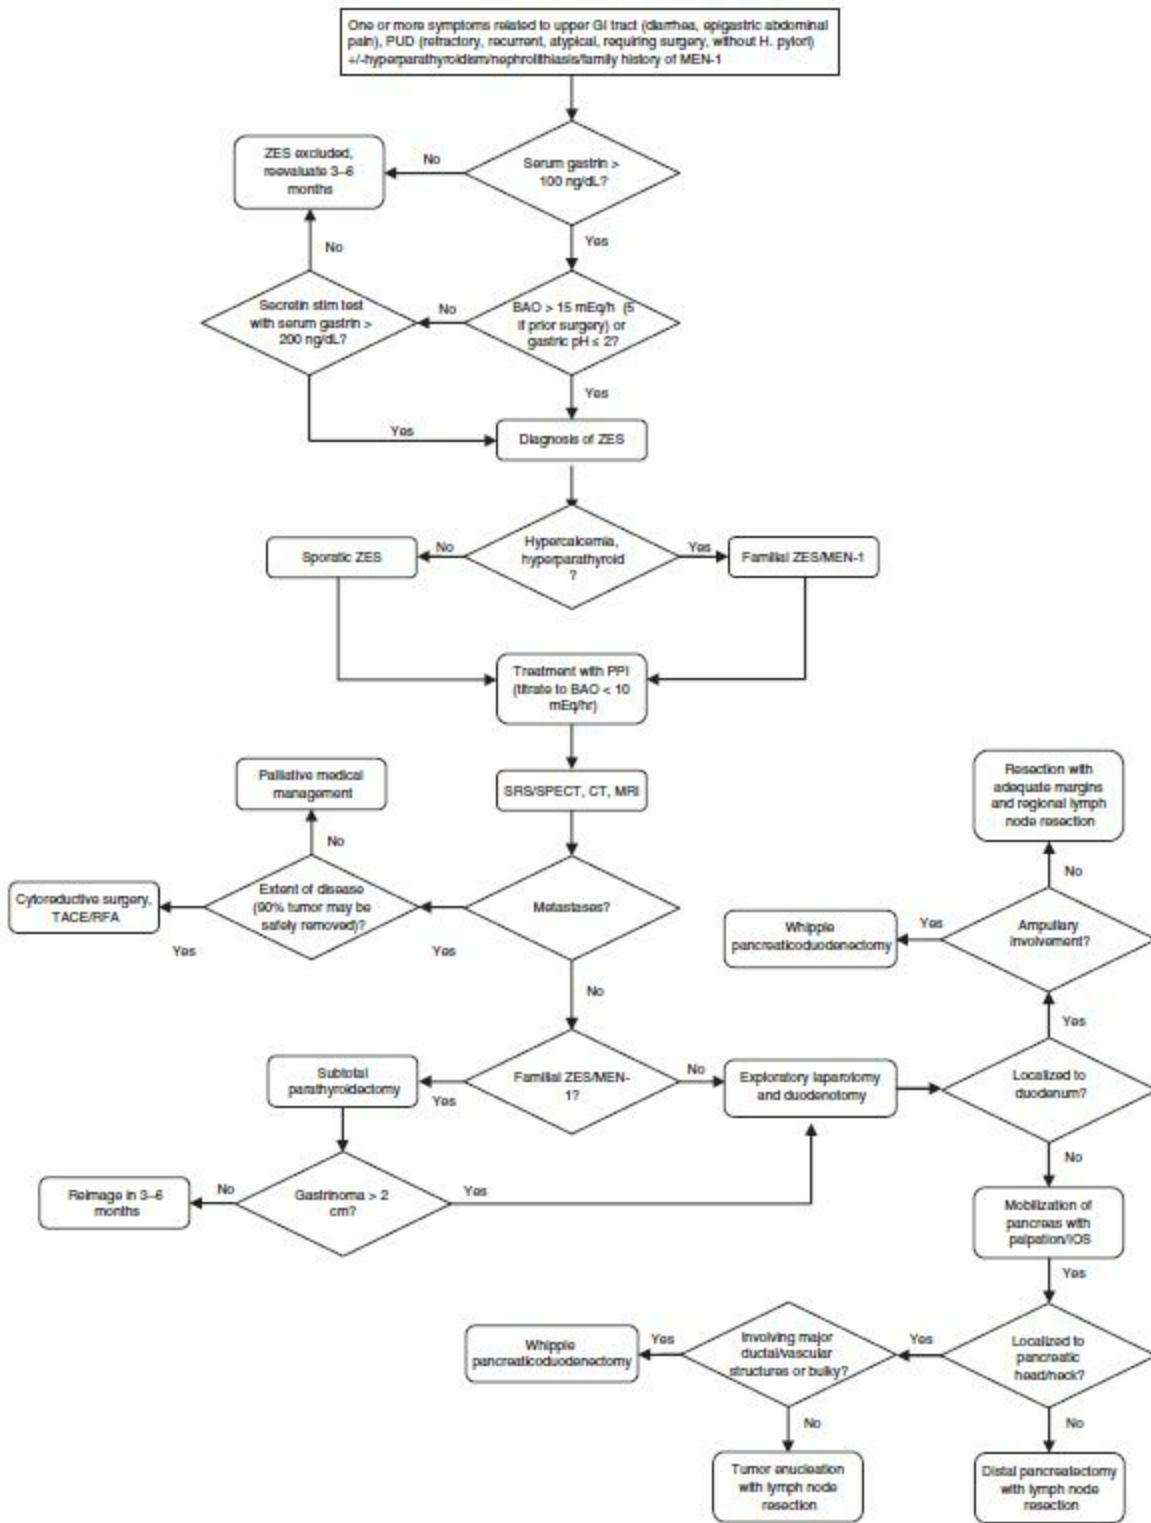 One or more symptoms related to upper GI tract (diarrhea, epigastric abdominal
pain), PUD (refractory, recurrent, atypical, requiring surgery, without H. pylori)
+/-hyperparathyroidism/nephrolithiasis/family history of MEN-1
ZES excluded,
reevaluate 3–6
months
No
Serum gastrin >
100 ng/dL?
No
Yes
Secretin stim test
with serum gastrin >
200 ng/dL?
No
BAO > 15 mEq/h (5
if prior surgery) or
gastric pH ≤ 2?
Yes
Yes
Diagnosis of ZES
Sporatic ZES
No
Hypercalcemia,
hyperparathyroid
?
Yes
Familial ZES/MEN-1
Treatment with PPI
(titrate to BAO < 10
mEq/hr)
Palliative medical
management
SRS/SPECT, CT, MRI
Resection with
adequate margins
and regional lymph
node resection
No
No
Cytoreductive surgery,
TACE/RFA
Yes
Extent of disease
(90% tumor may be
safely removed)?
Yes
Metastases?
Whipple
pancreaticoduodenectomy
Yes
Ampullary
involvement?
No
Yes
Subtotal
parathyroidectomy
Yes
Familial ZES/MEN-
1?
No
Exploratory laparotomy
and duodenotomy
Localized to
duodenum?
No
Reimage in 3–6
months
No
Gastrinoma > 2
cm?
Yes
Mobilization of
pancreas with
palpation/IOS
Yes
Whipple
pancreaticoduodenectomy
Yes
Involving major
ductal/vascular
structures or bulky?
Yes
Localized to
pancreatic
head/neck?
No
No
Tumor enucleation
with lymph node
resection
Distal pancreatectomy
with lymph node
resection